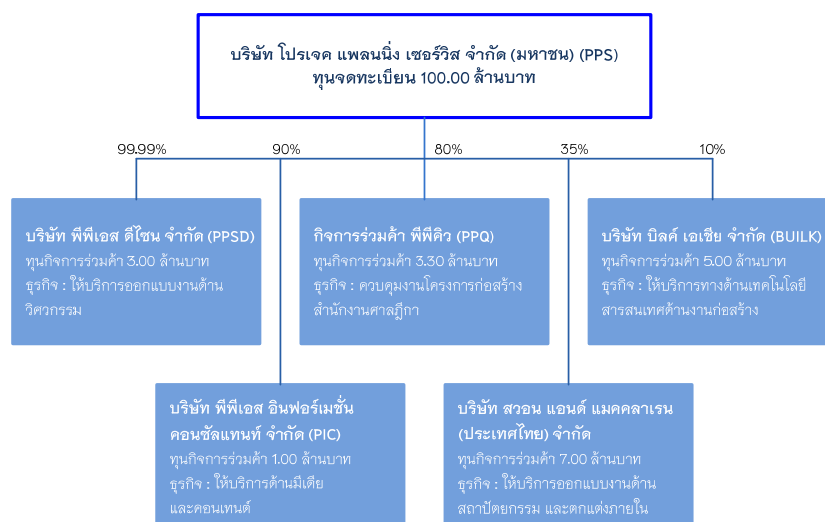 บริษัท โปรเจค แพลนนิ่ง เซอร์วิส จำกัด (มหาชน) (PPS)
ทุนจดทะเบียน 100.00 ล้านบาท
99.99%
90%
80%
35%
10%
บริษัท พีพีเอส ดีไซน จำกัด (PPSD)
ทุนกิจการร่วมค้า 3.00 ล้านบาท
ธุรกิจ : ให้บริการออกแบบงานด้าน
วิศวกรรม
กิจการร่วมค้า พีพีคิว (PPQ)
ทุนกิจการร่วมค้า 3.30 ล้านบาท
ธุรกิจ : ควบคุมงานโครงการก่อสร้าง
สำนักงานศาลฎีกา
บริษัท บิลค์ เอเชีย จำกัด (BUILK)
ทุนกิจการร่วมค้า 5.00 ล้านบาท
ธุรกิจ : ให้บริการทางด้านเทคโนโลยี
สารสนเทศด้านงานก่อสร้าง
บริษัท พีพีเอส อินฟอร์เมชั่น
คอนซัลแทนท์ จำกัด (PIC)
ทุนกิจการร่วมค้า 1.00 ล้านบาท
ธุรกิจ : ให้บริการด้านมีเดีย
และคอนเทนต์
บริษัท สวอน แอนด์ แมคคลาเรน
(ประเทศไทย) จำกัด
ทุนกิจการร่วมค้า 7.00 ล้านบาท
ธุรกิจ : ให้บริการออกแบบงานด้าน
สถาปัตยกรรม และตกแต่งภายใน